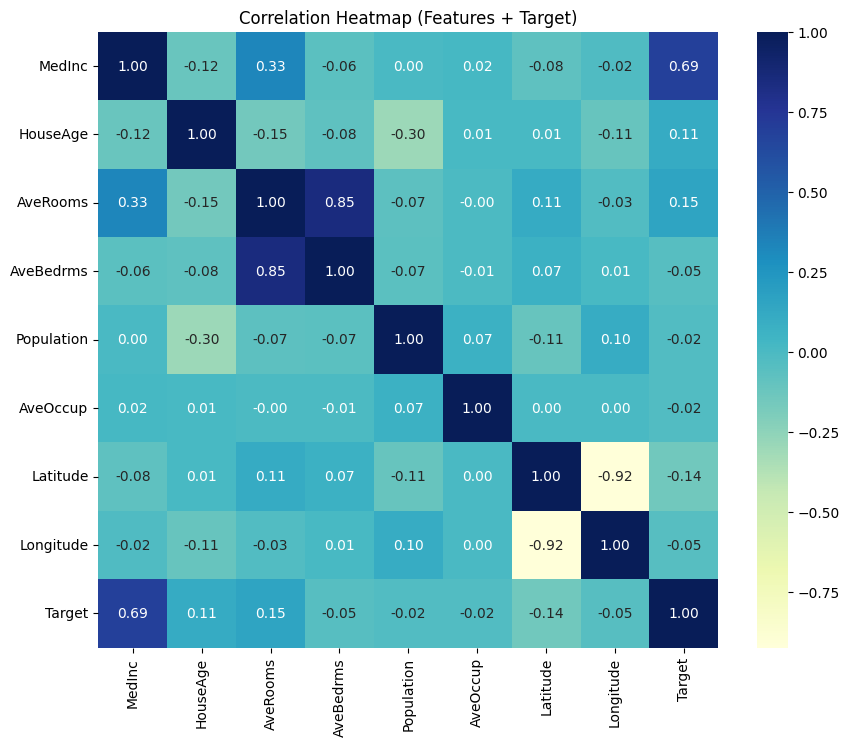 Correlation Heatmap (Features + Target)
MedInc 1.00 -0.12 0.33 -0.06 0.00 0.02 -0.08 -0.02 0.69
HouseAge -0.12 1.00 -0.15 -0.08 -0.30 0.01 0.01 -0.11 0.11
AveRooms 0.33 -0.15 1.00 0.85 -0.07 -0.00 0.11 -0.03 0.15
AveBedrms -0.06 -0.08 0.85 1.00 -0.07 -0.01 0.07 0.01 -0.05
Population 0.00 -0.30 -0.07 -0.07 1.00 0.07 -0.11 0.10 -0.02
AveOccup 0.02 0.01 -0.00 -0.01 0.07 1.00 0.00 0.00 -0.02
Latitude -0.08 0.01 0.11 0.07 -0.11 0.00 1.00 -0.92 -0.14
Longitude -0.02 -0.11 -0.03 0.01 0.10 0.00 -0.92 1.00 -0.05
Target 0.69 0.11 0.15 -0.05 -0.02 -0.02 -0.14 -0.05 1.00
MedInc HouseAge AveRooms AveBedrms Population AveOccup Latitude Longitude Target
1.00
0.75
0.50
0.25
0.00
−0.25
−0.50
−0.75